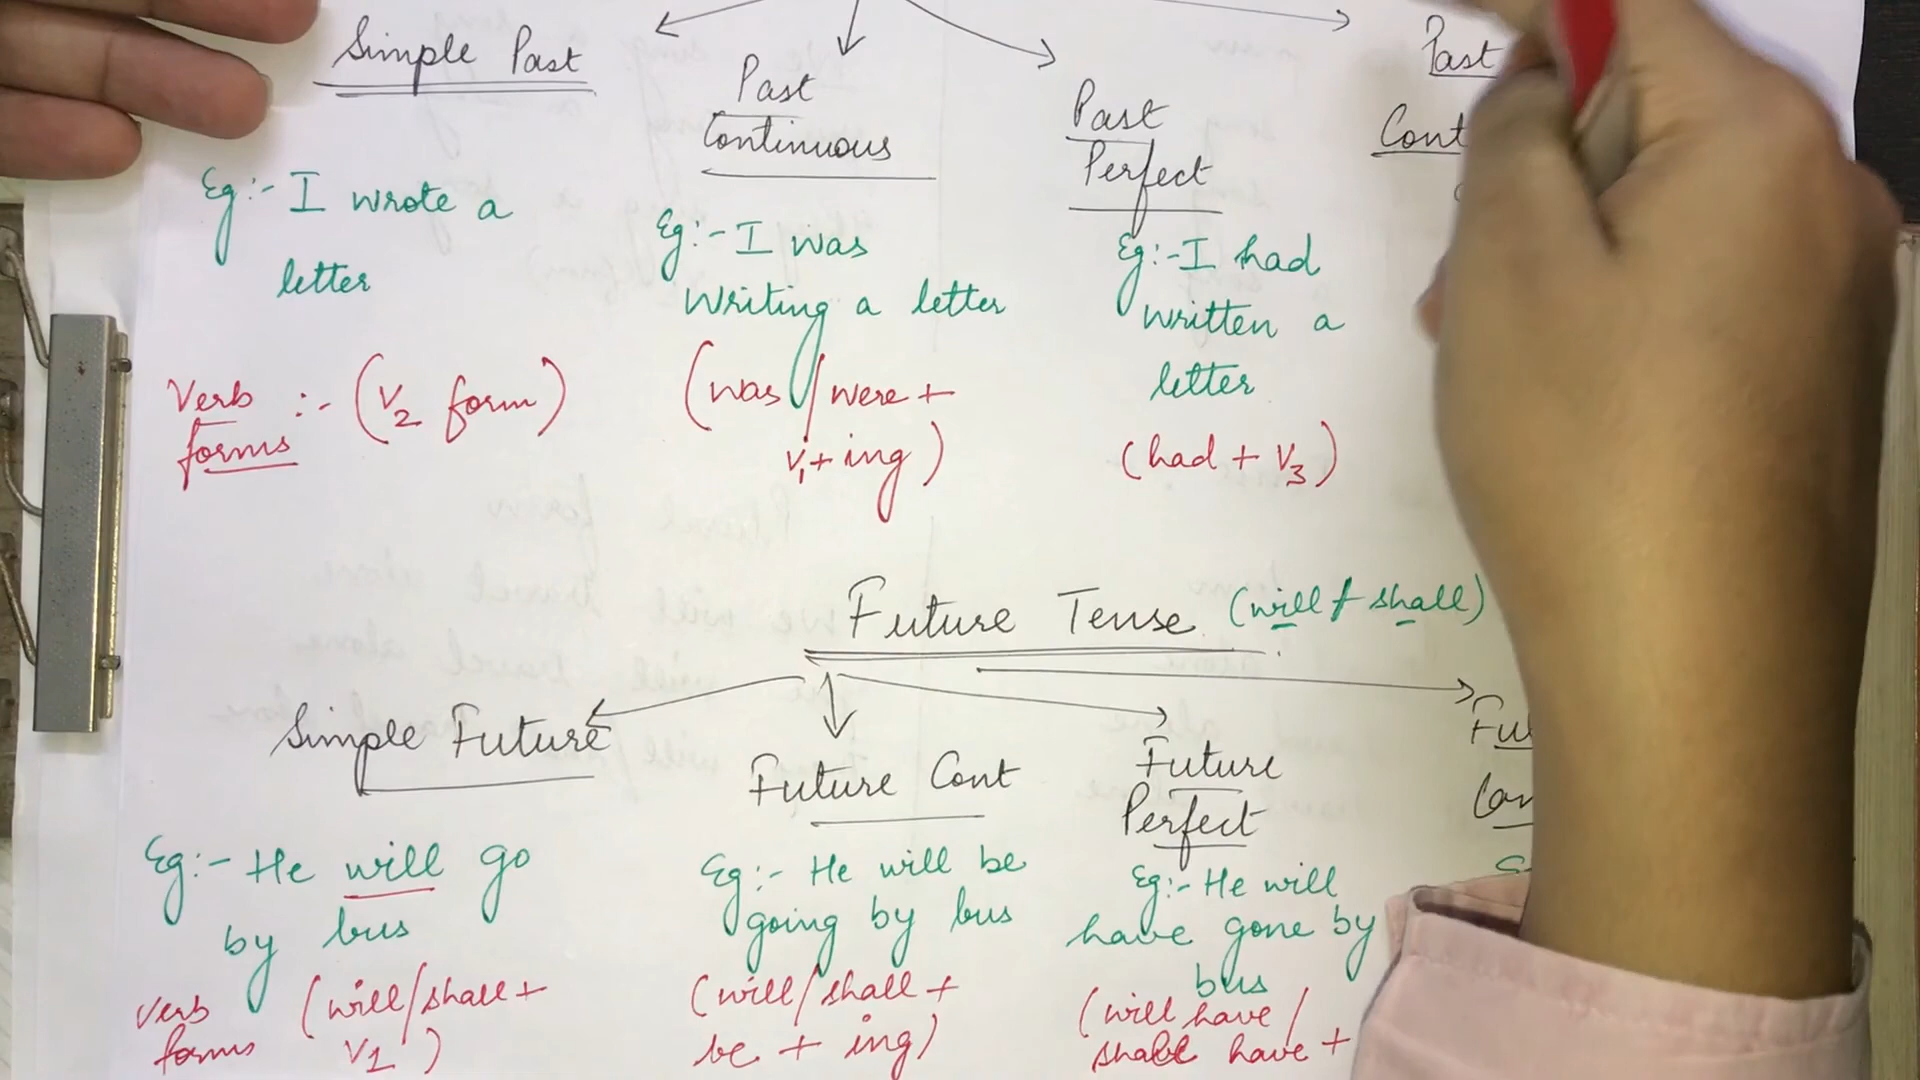 Simple Past
Past
Continuous
Past
Perfect
Past
Eg:- I wrote a
letter
Eg:- I was
writing a letter
Eg:- I had
written a
letter
Verb
forms :- (V2 form)
(was/were +
V1 + ing)
(had + V3)
Future Tense (will/shall)
Simple Future
Future Cont
Future
Perfect
Eg:- He will go
by bus
Eg:- He will be
going by bus
Eg:- He will
have gone by
bus
Verb
forms (will/shall +
V1)
(will/shall +
be + ing)
(will have/
shall have +